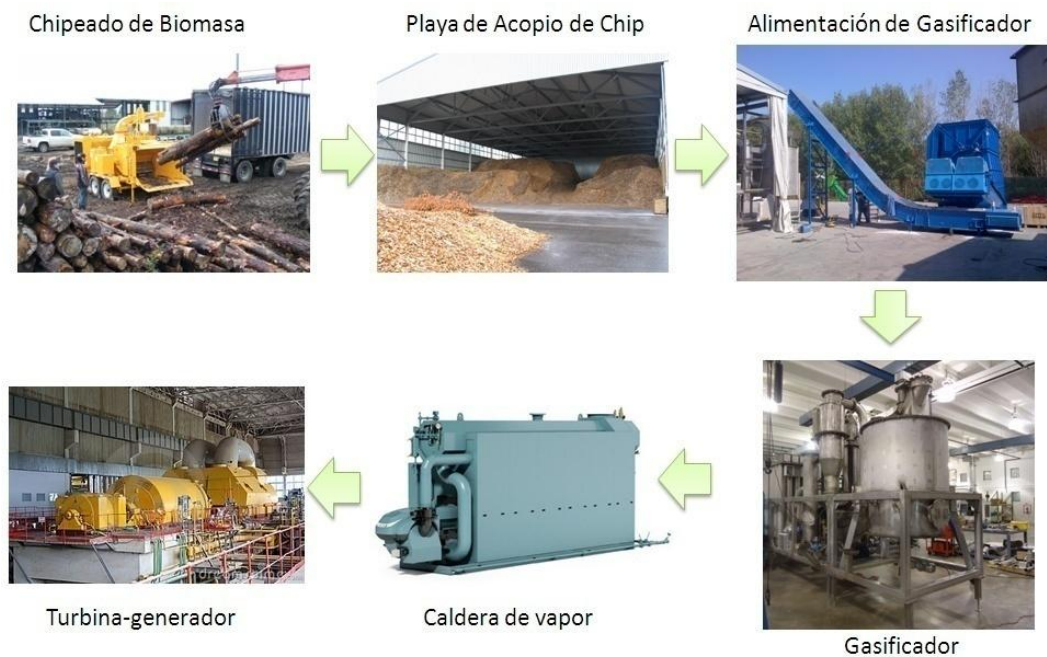 Chipeado de Biomasa
Playa de Acopio de Chip
Alimentación de Gasificador
Turbina-generador
Caldera de vapor
Gasificador